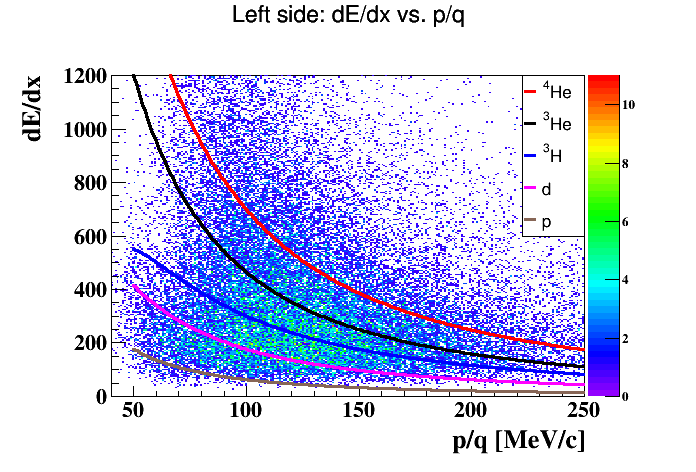 Left side: dE/dx vs. p/q
dE/dx
1200
1000
800
600
400
200
0
50 100 150 200 250
p/q [MeV/c]
⁴He
³He
³H
d
p
10
8
6
4
2
0